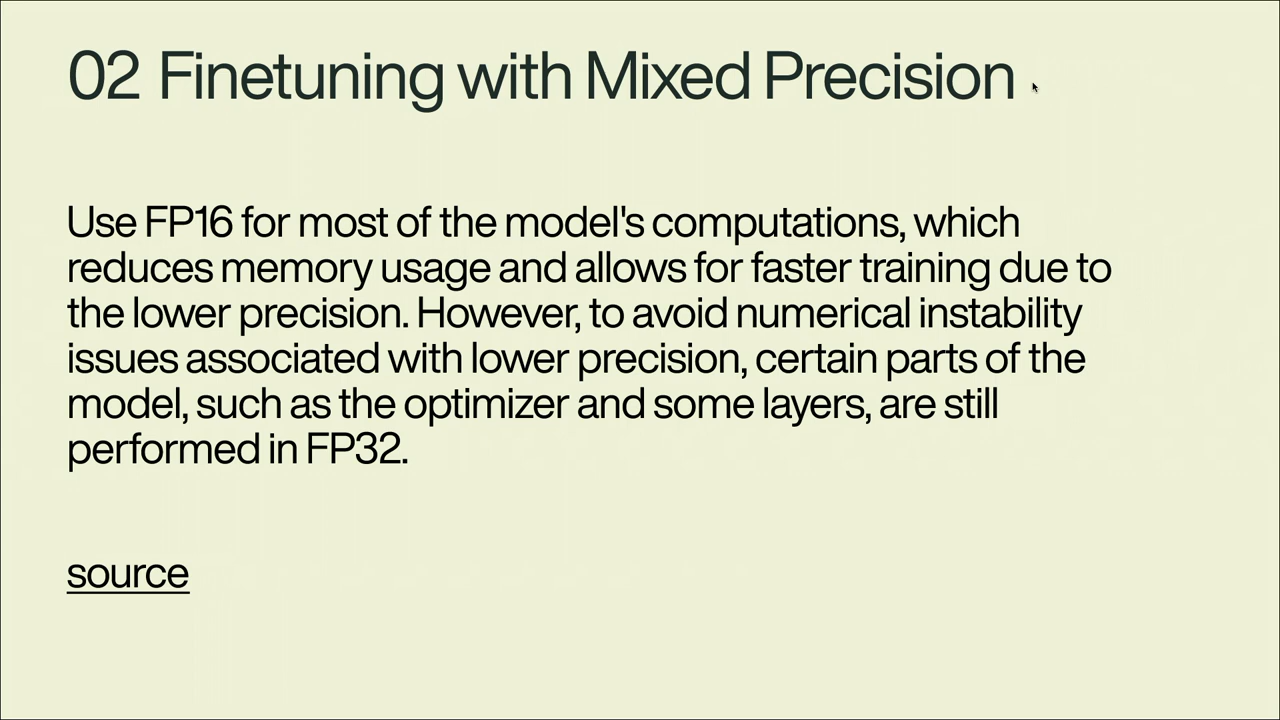 02 Finetuning with Mixed Precision
Use FP16 for most of the model's computations, which
reduces memory usage and allows for faster training due to
the lower precision. However, to avoid numerical instability
issues associated with lower precision, certain parts of the
model, such as the optimizer and some layers, are still
performed in FP32.
source